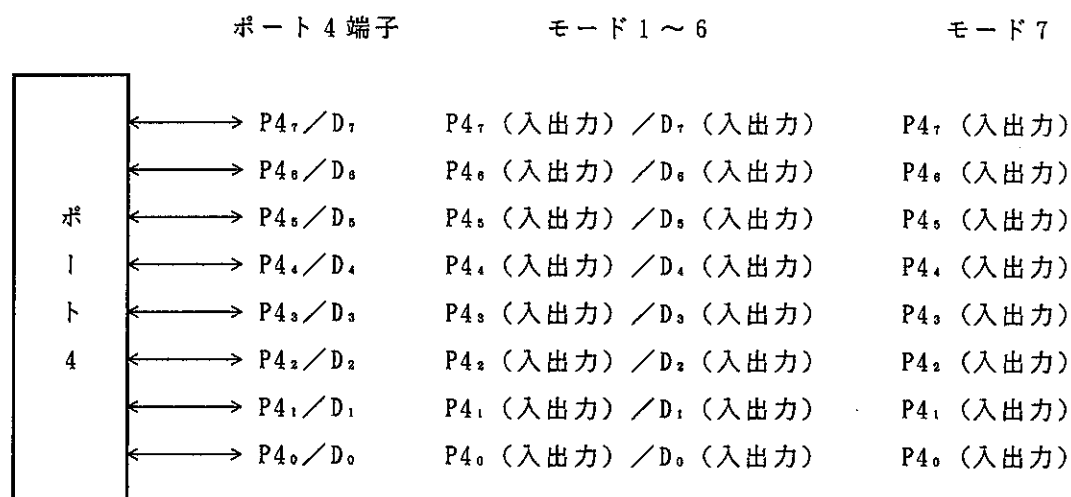 ポート4端子 モード1～6 モード7
P4₇／D₇ P4₇（入出力）／D₇（入出力） P4₇（入出力）
P4₆／D₆ P4₆（入出力）／D₆（入出力） P4₆（入出力）
P4₅／D₅ P4₅（入出力）／D₅（入出力） P4₅（入出力）
P4₄／D₄ P4₄（入出力）／D₄（入出力） P4₄（入出力）
P4₃／D₃ P4₃（入出力）／D₃（入出力） P4₃（入出力）
P4₂／D₂ P4₂（入出力）／D₂（入出力） P4₂（入出力）
P4₁／D₁ P4₁（入出力）／D₁（入出力） P4₁（入出力）
P4₀／D₀ P4₀（入出力）／D₀（入出力） P4₀（入出力）
ポート4